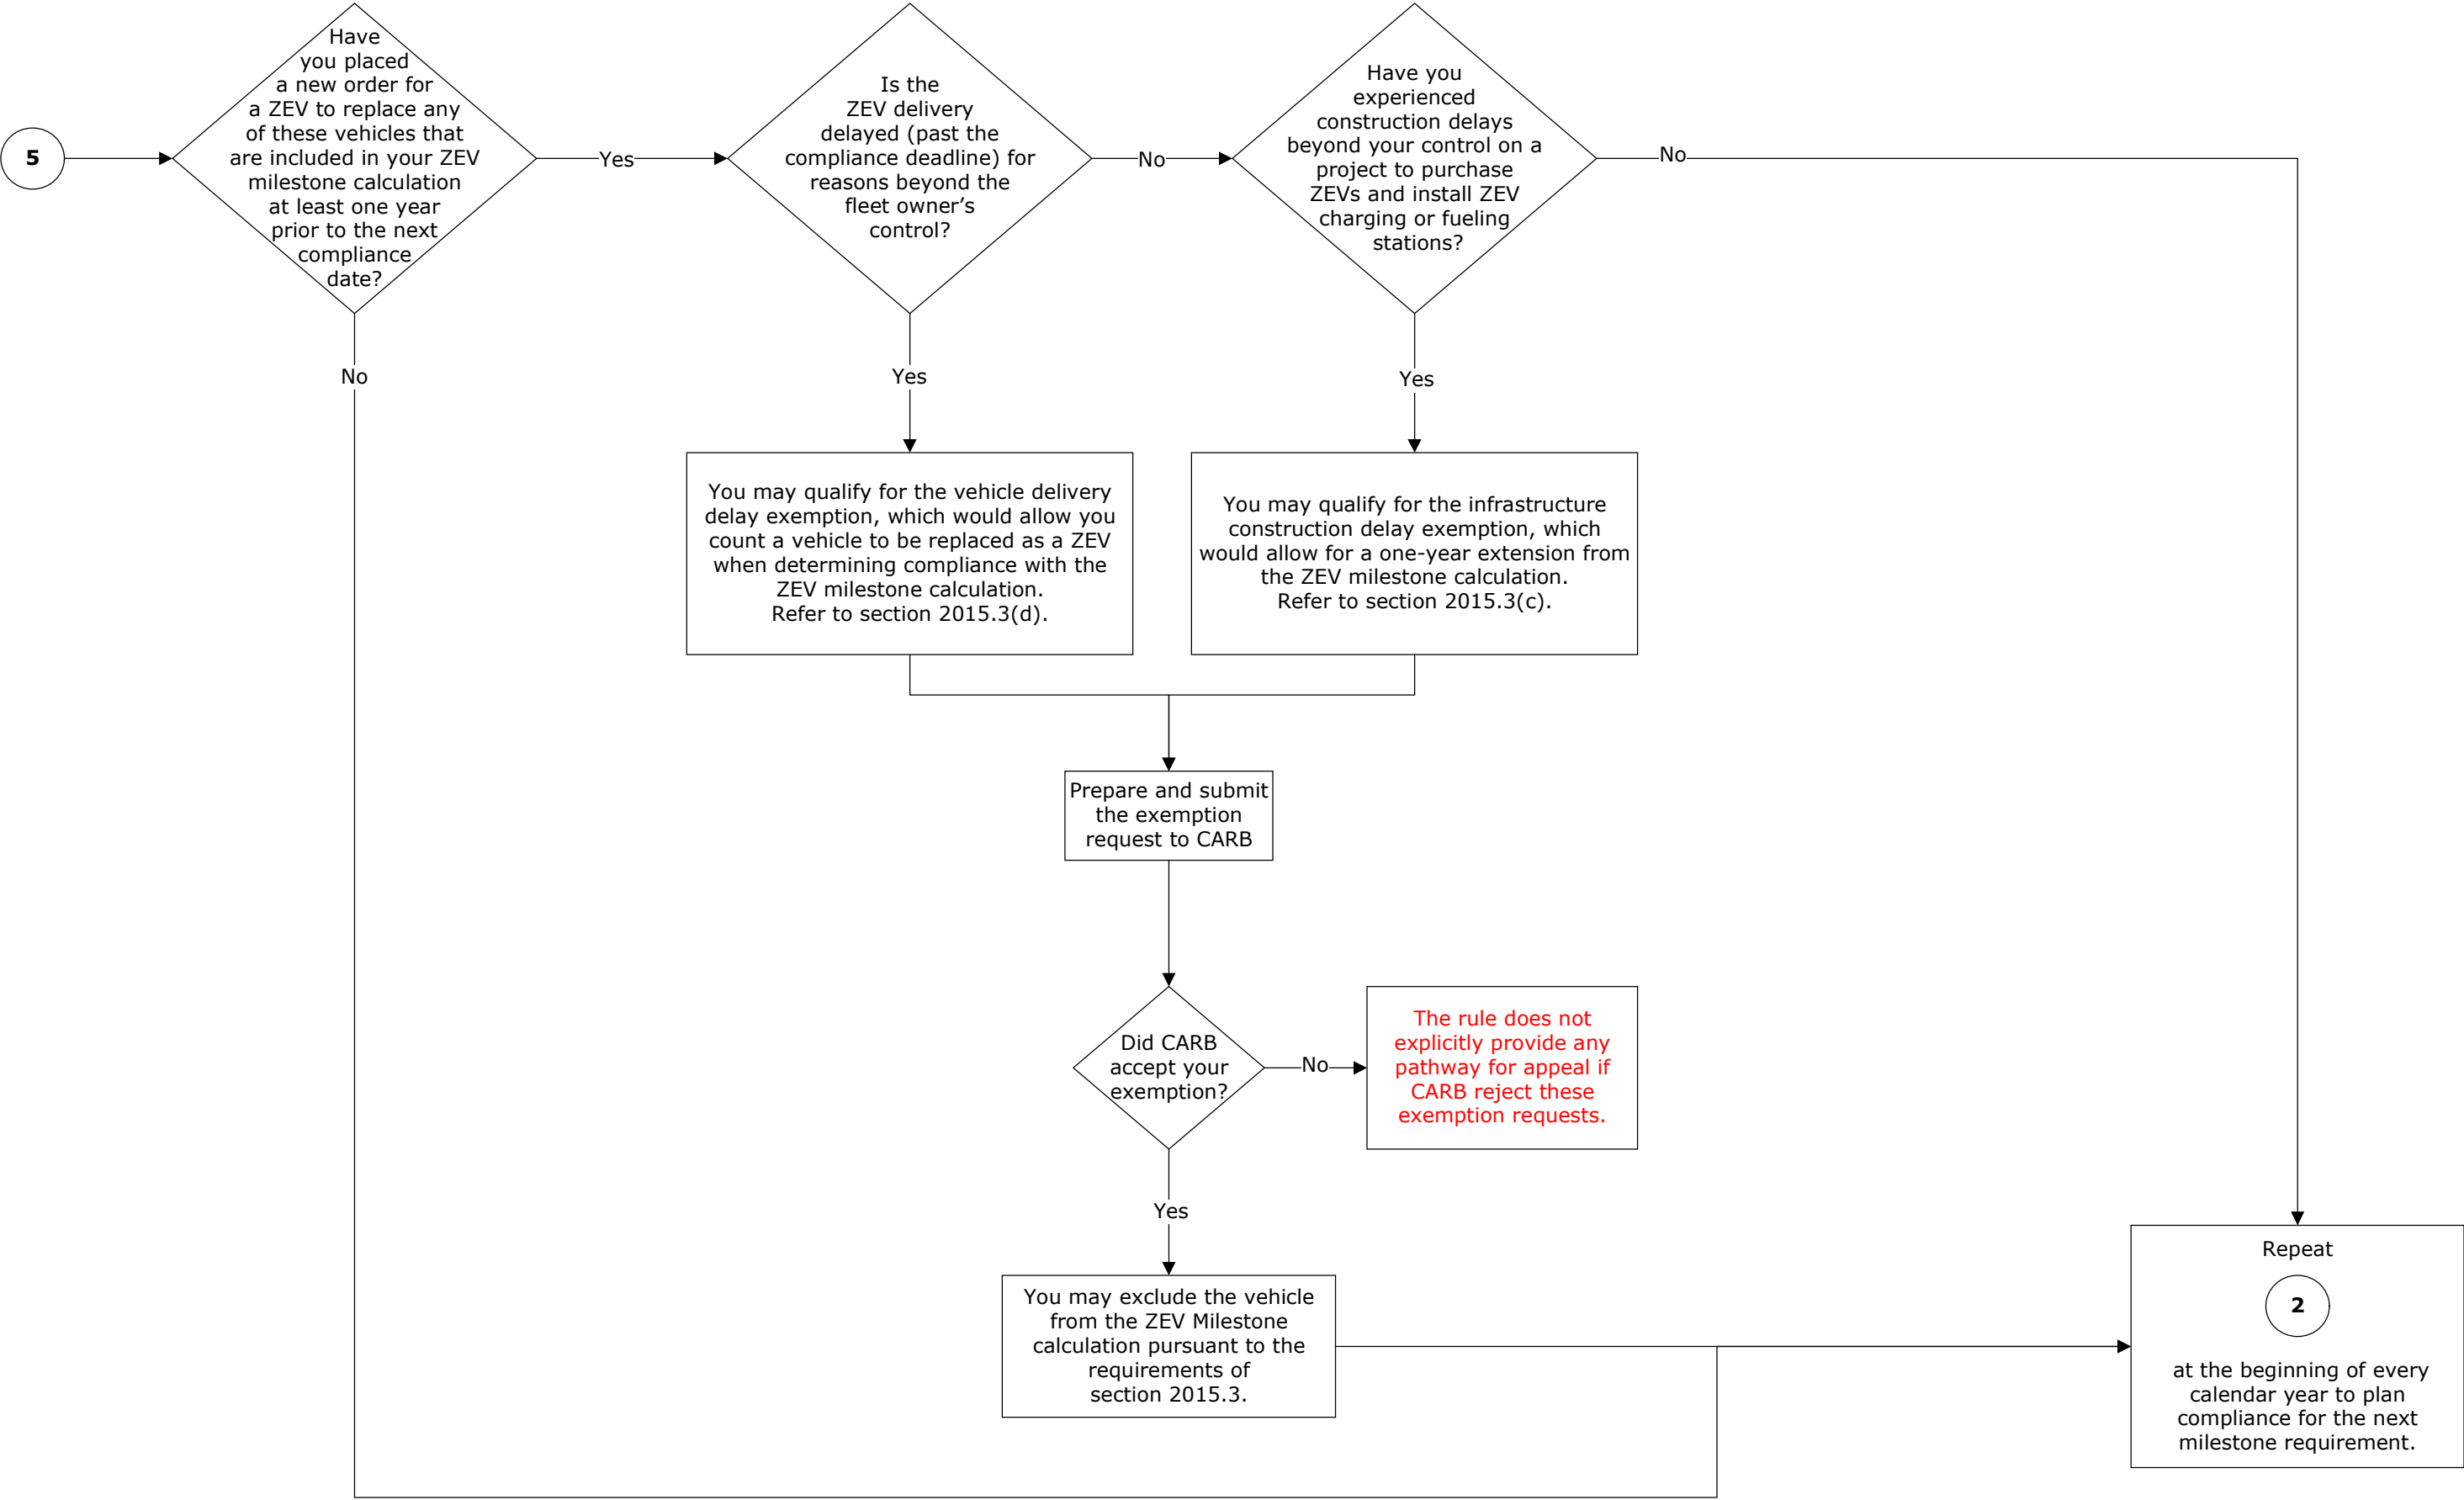 5
Have
you placed
a new order for
a ZEV to replace any
of these vehicles that
are included in your ZEV
milestone calculation
at least one year
prior to the next
compliance
date?
Yes
Is the
ZEV delivery
delayed (past the
compliance deadline) for
reasons beyond the
fleet owner's
control?
No
Have you
experienced
construction delays
beyond your control on a
project to purchase
ZEVs and install ZEV
charging or fueling
stations?
No
No
Yes
Yes
You may qualify for the vehicle delivery
delay exemption, which would allow you
count a vehicle to be replaced as a ZEV
when determining compliance with the
ZEV milestone calculation.
Refer to section 2015.3(d).
You may qualify for the infrastructure
construction delay exemption, which
would allow for a one-year extension from
the ZEV milestone calculation.
Refer to section 2015.3(c).
Prepare and submit
the exemption
request to CARB
Did CARB
accept your
exemption?
No
The rule does not
explicitly provide any
pathway for appeal if
CARB reject these
exemption requests.
Yes
You may exclude the vehicle
from the ZEV Milestone
calculation pursuant to the
requirements of
section 2015.3.
Repeat
2
at the beginning of every
calendar year to plan
compliance for the next
milestone requirement.